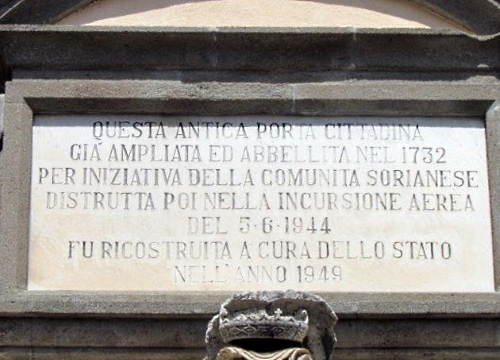 QUESTA ANTICA PORTA CITTADINA
GIÀ AMPLIATA ED ABBELLITA NEL 1732
PER INIZIATIVA DELLA COMUNITA SORIANESE
DISTRUTTA POI NELLA INCURSIONE AEREA
DEL 5·6·1944
FU RICOSTRUITA A CURA DELLO STATO
NELL'ANNO 1949